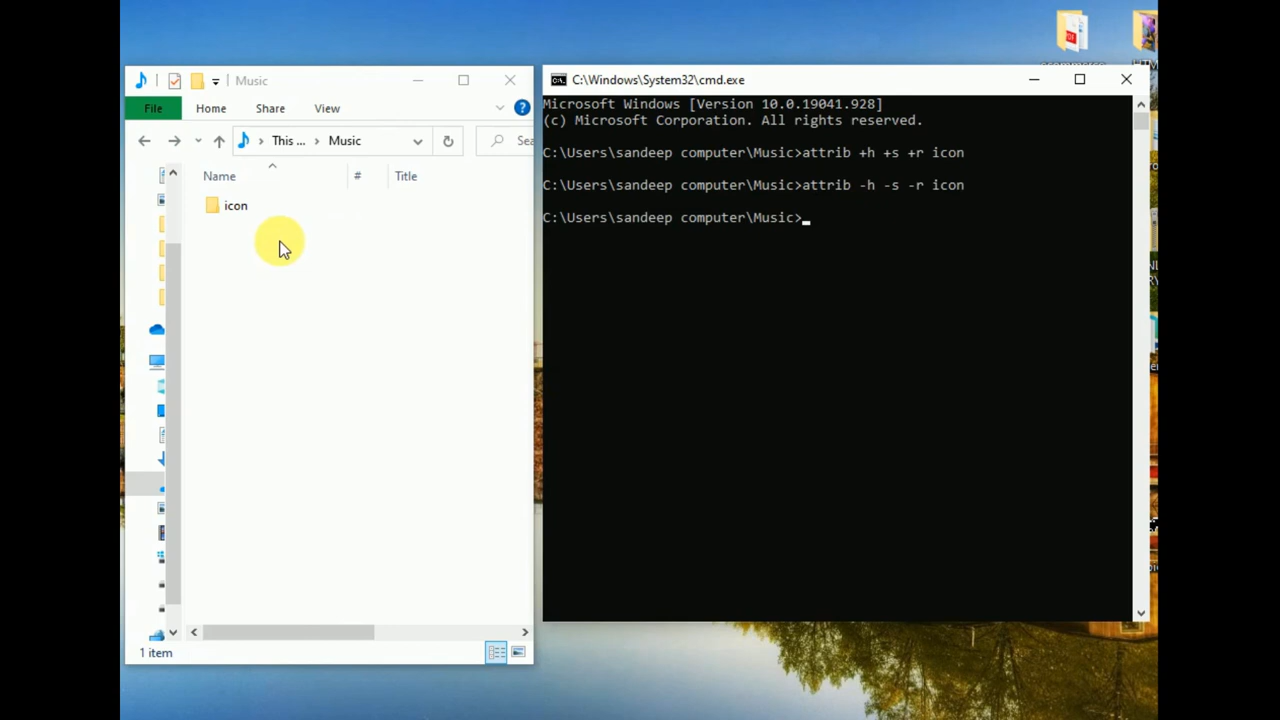 Music
File
Home
Share
View
This ...
Music
Sea
Name
#
Title
icon
1 item
C:\Windows\System32\cmd.exe
Microsoft Windows [Version 10.0.19041.928]
(c) Microsoft Corporation. All rights reserved.
C:\Users\sandeep computer\Music>attrib +h +s +r icon
C:\Users\sandeep computer\Music>attrib -h -s -r icon
C:\Users\sandeep computer\Music>